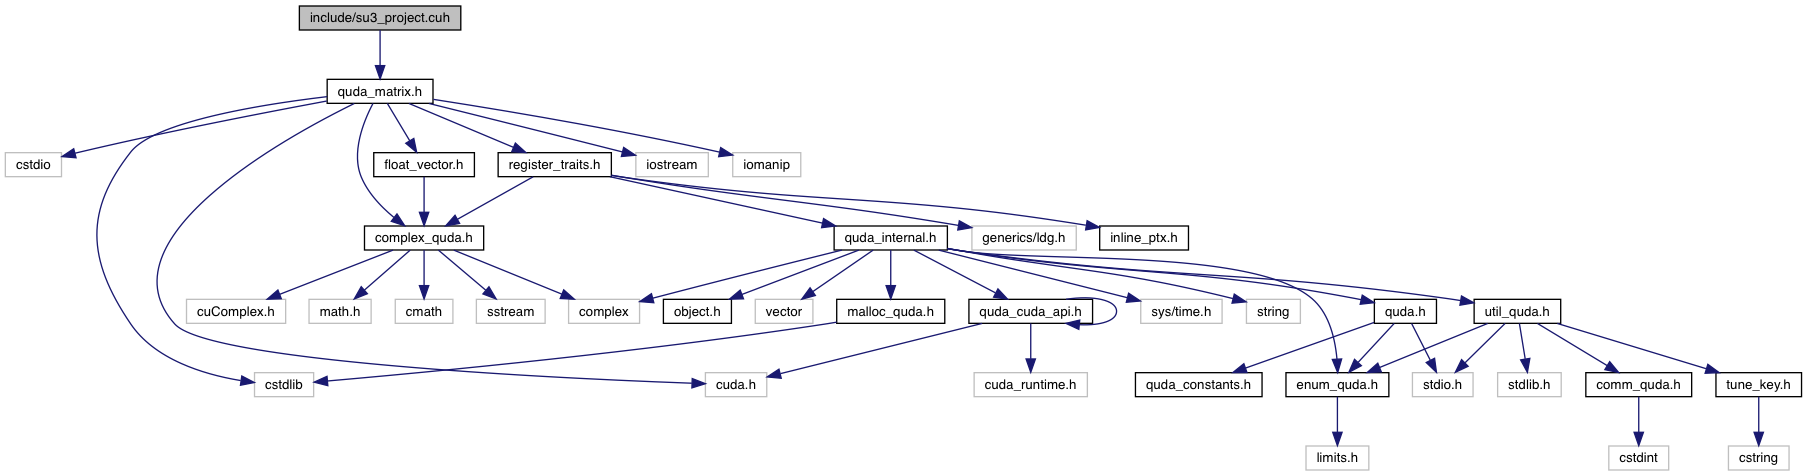 include/su3_project.cuh
quda_matrix.h
cstdio
float_vector.h
register_traits.h
iostream
iomanip
complex_quda.h
quda_internal.h
generics/ldg.h
inline_ptx.h
cuComplex.h
math.h
cmath
sstream
complex
object.h
vector
malloc_quda.h
quda_cuda_api.h
sys/time.h
string
quda.h
util_quda.h
cstdlib
cuda.h
cuda_runtime.h
quda_constants.h
enum_quda.h
stdio.h
stdlib.h
comm_quda.h
tune_key.h
limits.h
cstdint
cstring